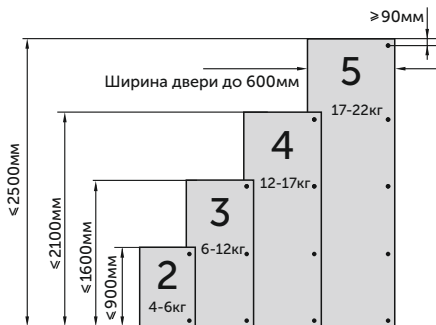 ≥90мм
Ширина двери до 600мм
5
17-22кг
4
12-17кг
3
6-12кг
2
4-6кг
≤2500мм
≤2100мм
≤1600мм
≤900мм